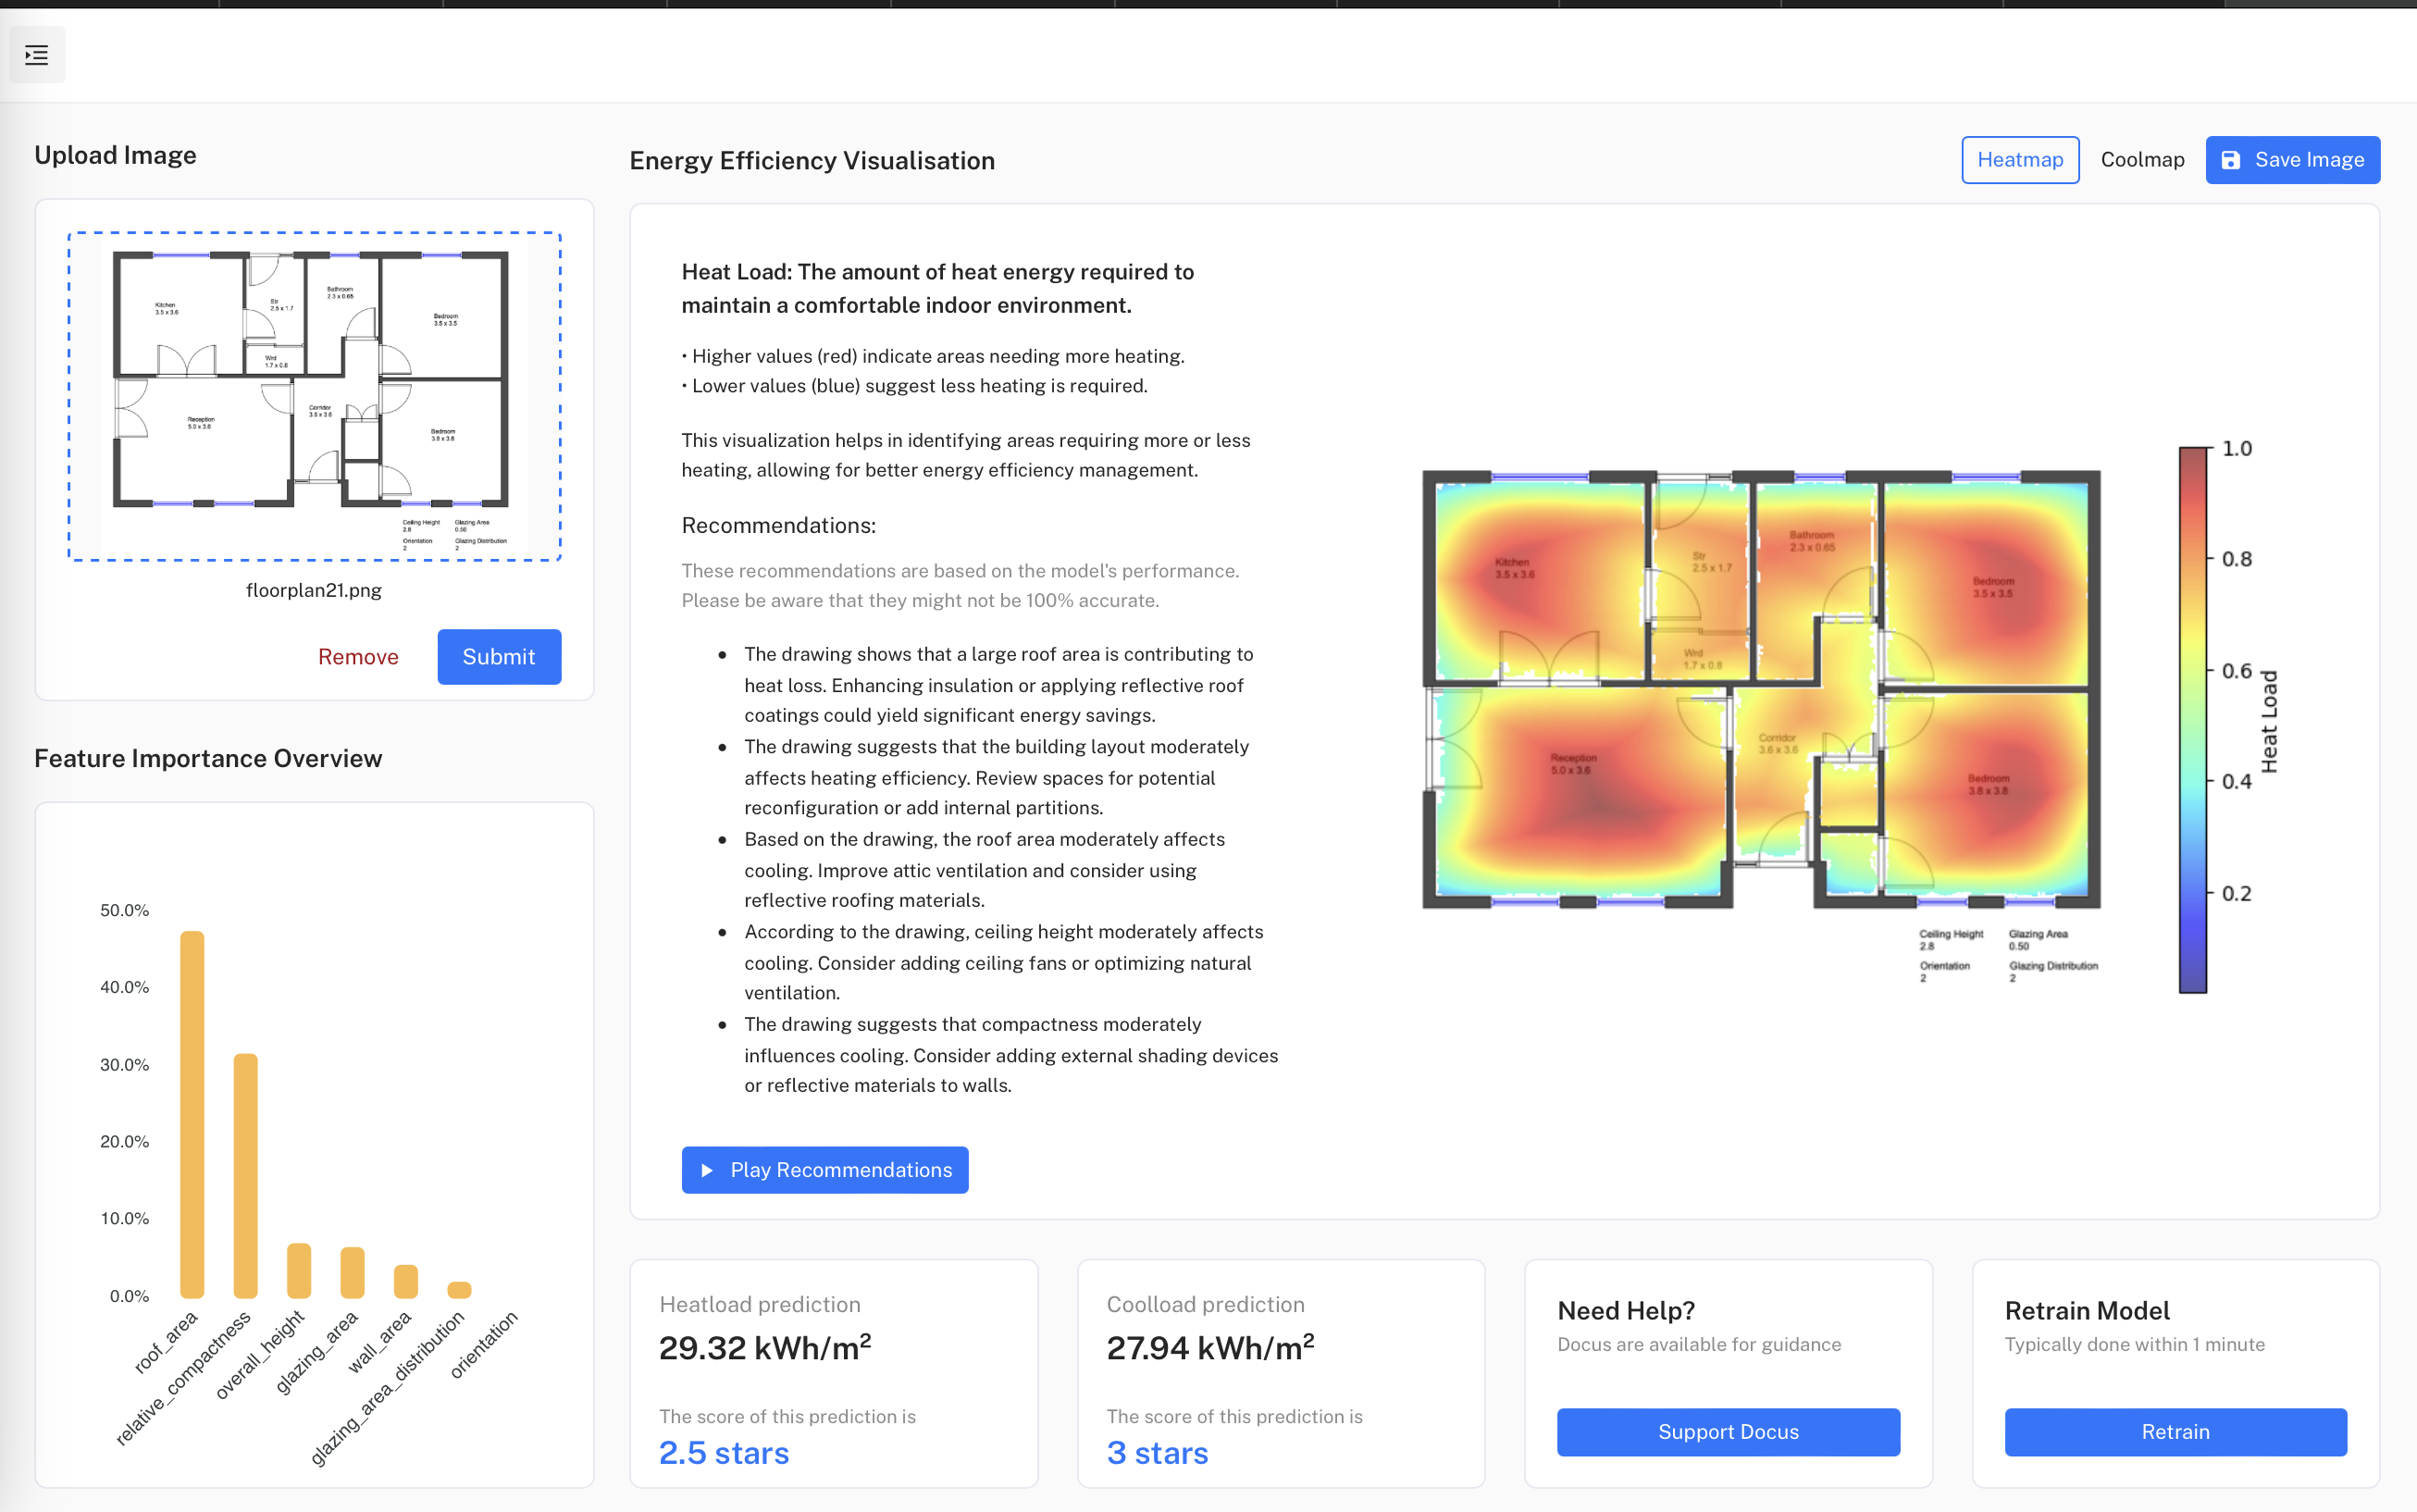 Upload Image
Kitchen
3.5 x 3.6
Str
2.5 x 1.7
Bathroom
2.3 x 0.65
Bedroom
3.5 x 3.5
Wrd
1.7 x 0.8
Reception
5.0 x 3.6
Corridor
3.6 x 3.6
Bedroom
3.8 x 3.8
Ceiling Height
2.8
Glazing Area
0.50
Orientation
2
Glazing Distribution
2
floorplan21.png
Remove
Submit
Feature Importance Overview
50.0%
40.0%
30.0%
20.0%
10.0%
0.0%
roof_area
relative_compactness
overall_height
glazing_area
wall_area
glazing_area_distribution
orientation
Energy Efficiency Visualisation
Heatmap
Coolmap
Save Image
Heat Load: The amount of heat energy required to
maintain a comfortable indoor environment.
• Higher values (red) indicate areas needing more heating.
• Lower values (blue) suggest less heating is required.
This visualization helps in identifying areas requiring more or less
heating, allowing for better energy efficiency management.
Recommendations:
These recommendations are based on the model's performance.
Please be aware that they might not be 100% accurate.
• The drawing shows that a large roof area is contributing to
heat loss. Enhancing insulation or applying reflective roof
coatings could yield significant energy savings.
• The drawing suggests that the building layout moderately
affects heating efficiency. Review spaces for potential
reconfiguration or add internal partitions.
• Based on the drawing, the roof area moderately affects
cooling. Improve attic ventilation and consider using
reflective roofing materials.
• According to the drawing, ceiling height moderately affects
cooling. Consider adding ceiling fans or optimizing natural
ventilation.
• The drawing suggests that compactness moderately
influences cooling. Consider adding external shading devices
or reflective materials to walls.
Play Recommendations
Kitchen
3.5 x 3.6
Str
2.5 x 1.7
Bathroom
2.3 x 0.65
Bedroom
3.5 x 3.5
Wrd
1.7 x 0.8
Reception
5.0 x 3.6
Corridor
3.6 x 3.6
Bedroom
3.8 x 3.8
Ceiling Height
2.8
Glazing Area
0.50
Orientation
2
Glazing Distribution
2
1.0
0.8
0.6
0.4
0.2
Heat Load
Heatload prediction
29.32 kWh/m²
The score of this prediction is
2.5 stars
Coolload prediction
27.94 kWh/m²
The score of this prediction is
3 stars
Need Help?
Docus are available for guidance
Support Docus
Retrain Model
Typically done within 1 minute
Retrain